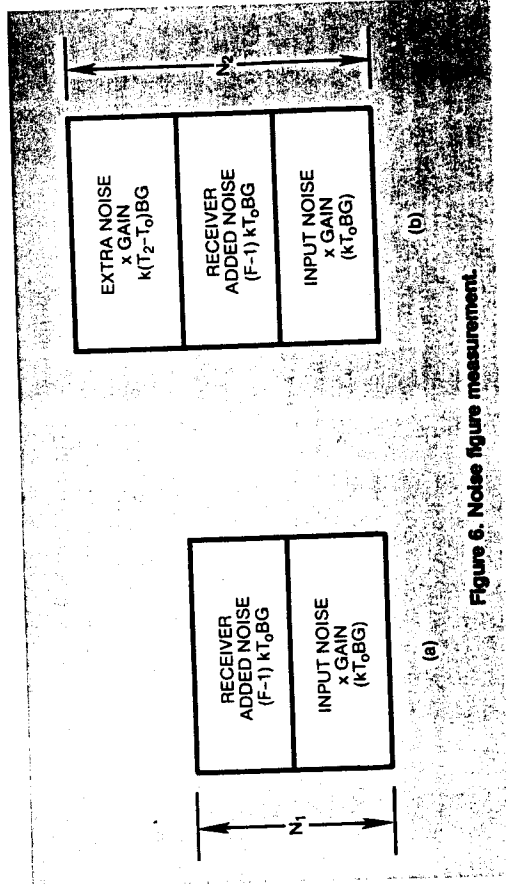 N₁
RECEIVER
ADDED NOISE
(F-1) kT₀BG
INPUT NOISE
x GAIN
(kT₀BG)
(a)
N₂
EXTRA NOISE
x GAIN
k(T₂-T₀)BG
RECEIVER
ADDED NOISE
(F-1) kT₀BG
INPUT NOISE
x GAIN
(kT₀BG)
(b)
Figure 6. Noise figure measurement.